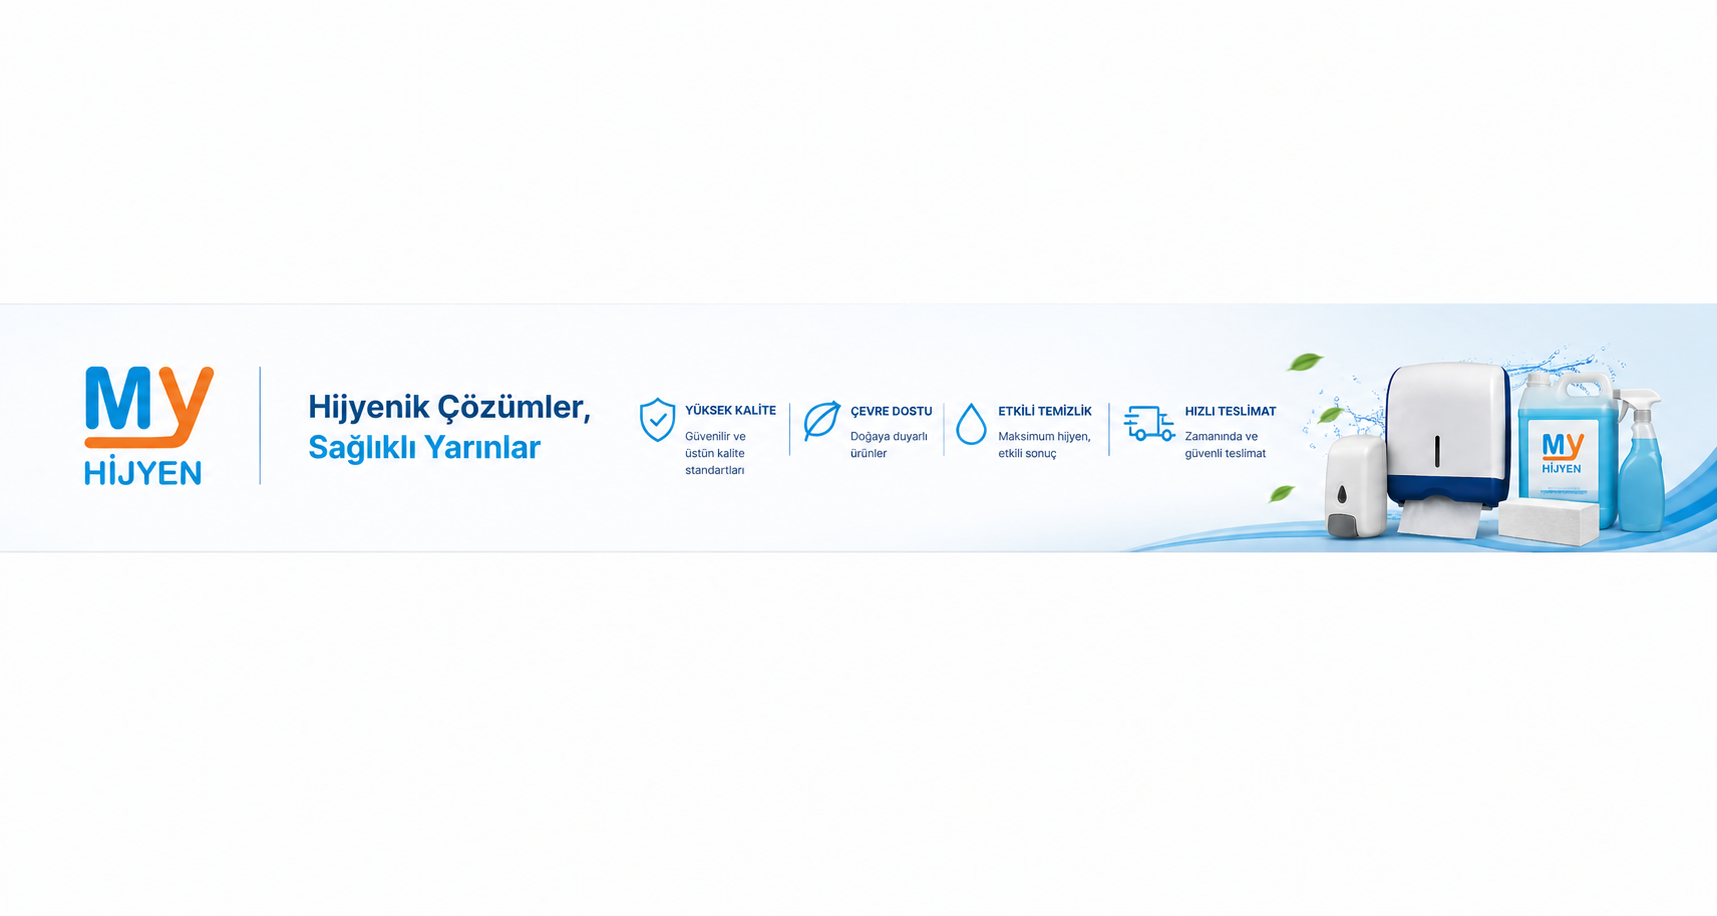 My
HİJYEN
Hijyenik Çözümler,
Sağlıklı Yarınlar
YÜKSEK KALİTE
Güvenilir ve
üstün kalite
standartları
ÇEVRE DOSTU
Doğaya duyarlı
ürünler
ETKİLİ TEMİZLİK
Maksimum hijyen,
etkili sonuç
HIZLI TESLİMAT
Zamanında ve
güvenli teslimat
My
HİJYEN